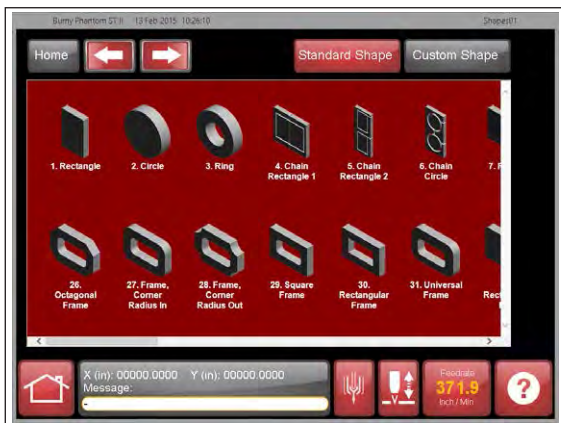 Burny Phantom ST II 13 Feb 2015 10:26:10
Shapes01
Home
Standard Shape
Custom Shape
1. Rectangle
2. Circle
3. Ring
4. Chain
Rectangle 1
5. Chain
Rectangle 2
6. Chain
Circle
7.
26.
Octagonal
Frame
27. Frame,
Corner
Radius In
28. Frame,
Corner
Radius Out
29. Square
Frame
30.
Rectangular
Frame
31. Universal
Frame
Rect
X (in): 00000.0000 Y (in): 00000.0000
Message:
-
Feedrate
371.9
Inch / Min
?